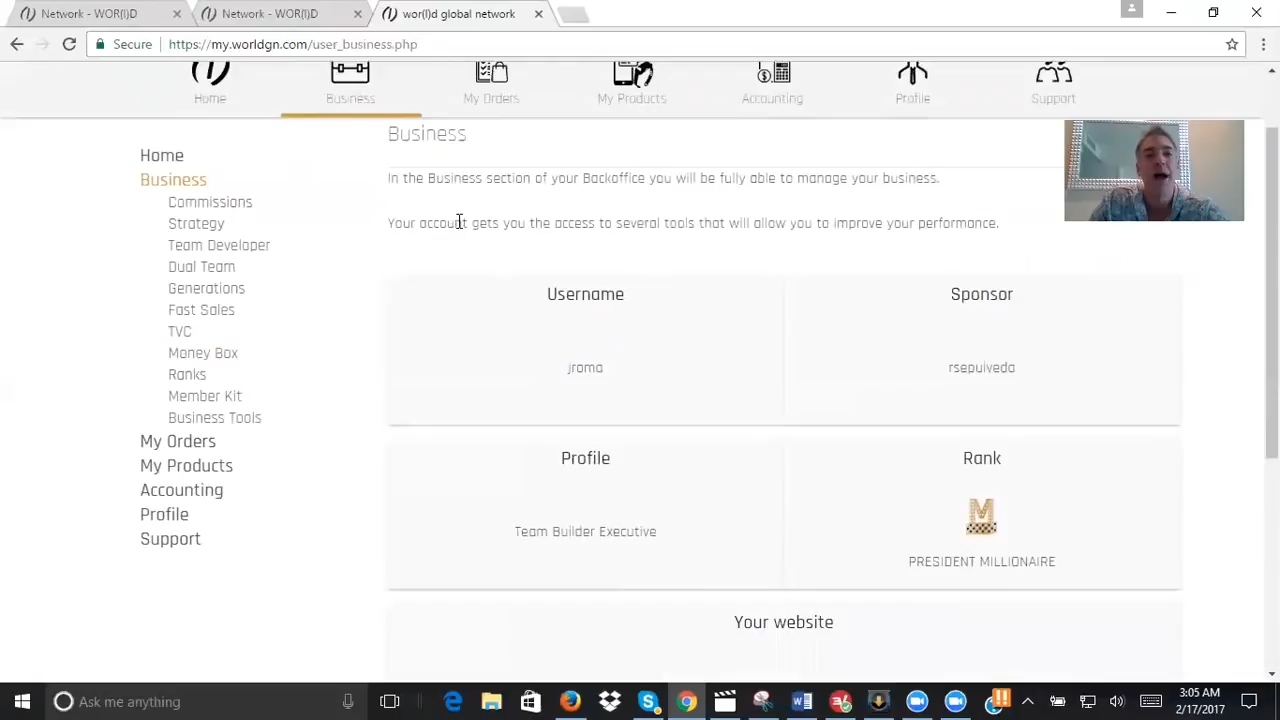 Network - WOR(I)D
Network - WOR(I)D
wor(l)d global network
Secure
https://my.worldgn.com/user_business.php
Home
Business
My Orders
My Products
Accounting
Profile
Support
Business
In the Business section of your Backoffice you will be fully able to manage your business.
Your account gets you the access to several tools that will allow you to improve your performance.
Home
Business
Commissions
Strategy
Team Developer
Dual Team
Generations
Fast Sales
TVC
Money Box
Ranks
Member Kit
Business Tools
My Orders
My Products
Accounting
Profile
Support
Username
jroma
Sponsor
rsepulveda
Profile
Team Builder Executive
Rank
M
PRESIDENT MILLIONAIRE
Your website
Ask me anything
3:05 AM
2/17/2017